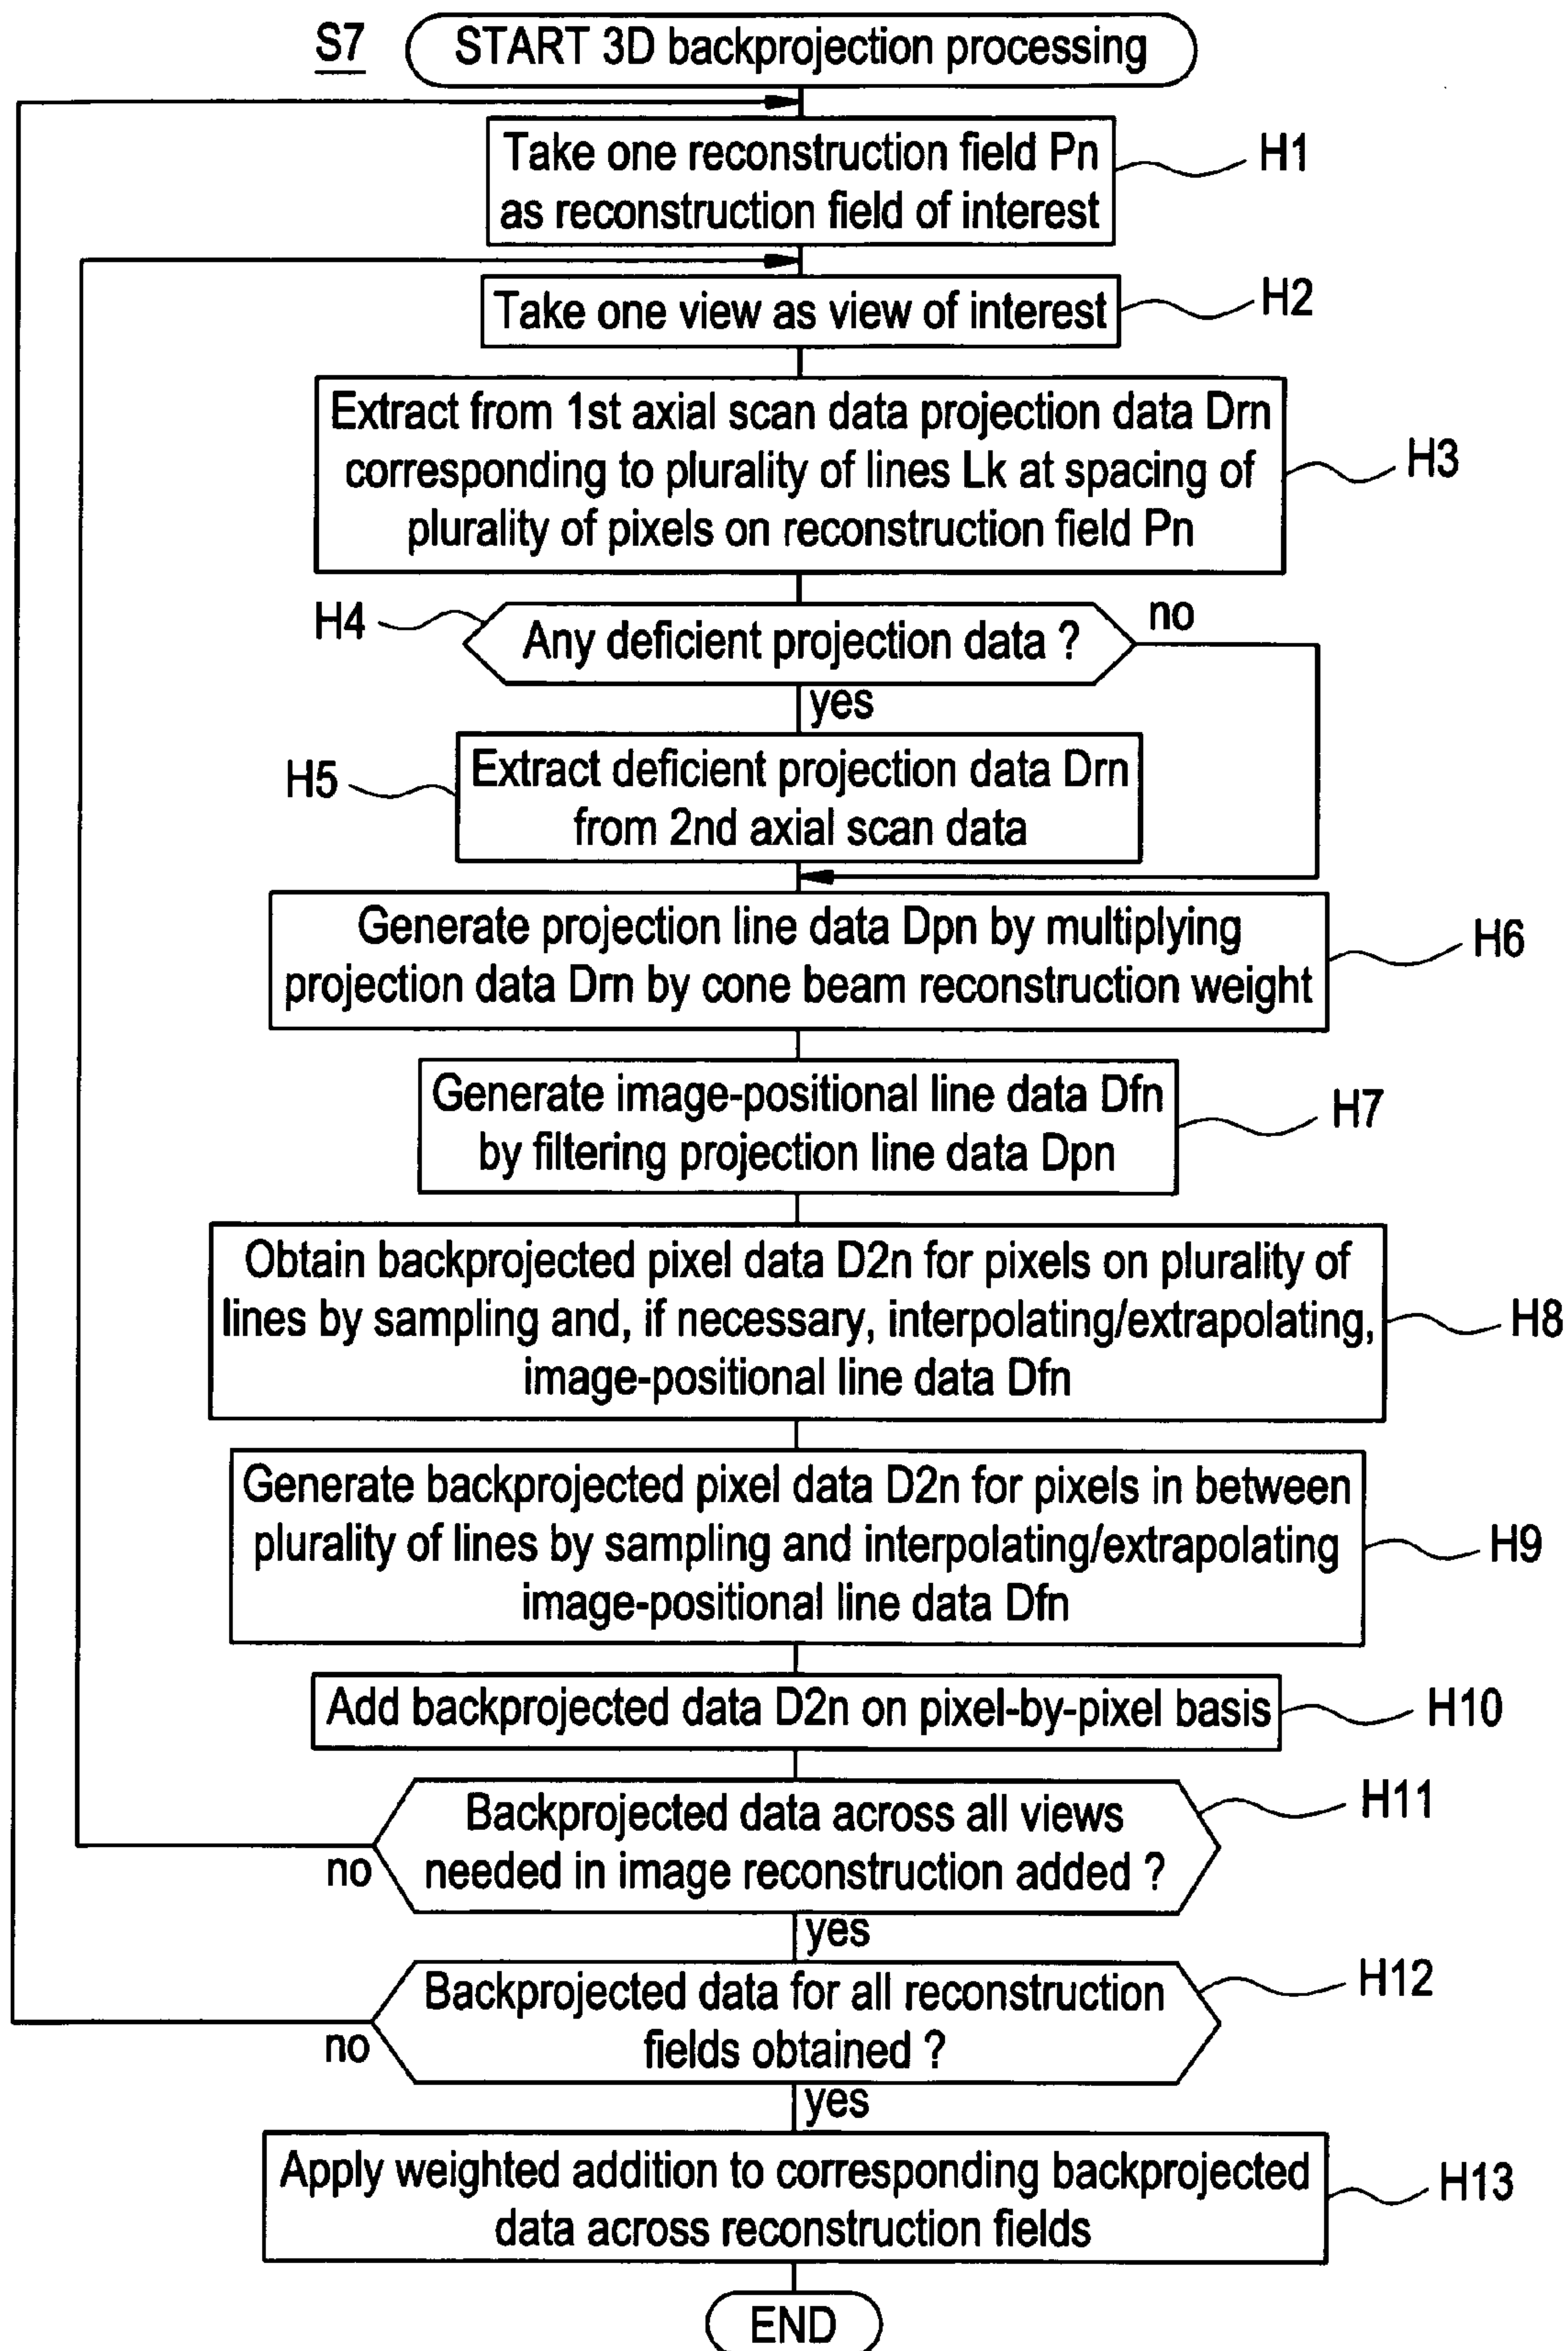 S7
START 3D backprojection processing
Take one reconstruction field Pn
as reconstruction field of interest
H1
Take one view as view of interest
H2
Extract from 1st axial scan data projection data Drn
corresponding to plurality of lines Lk at spacing of
plurality of pixels on reconstruction field Pn
H3
H4
Any deficient projection data ?
no
yes
H5
Extract deficient projection data Drn
from 2nd axial scan data
Generate projection line data Dpn by multiplying
projection data Drn by cone beam reconstruction weight
H6
Generate image-positional line data Dfn
by filtering projection line data Dpn
H7
Obtain backprojected pixel data D2n for pixels on plurality of
lines by sampling and, if necessary, interpolating/extrapolating,
image-positional line data Dfn
H8
Generate backprojected pixel data D2n for pixels in between
plurality of lines by sampling and interpolating/extrapolating
image-positional line data Dfn
H9
Add backprojected data D2n on pixel-by-pixel basis
H10
Backprojected data across all views
needed in image reconstruction added ?
H11
no
yes
Backprojected data for all reconstruction
fields obtained ?
H12
no
yes
Apply weighted addition to corresponding backprojected
data across reconstruction fields
H13
END